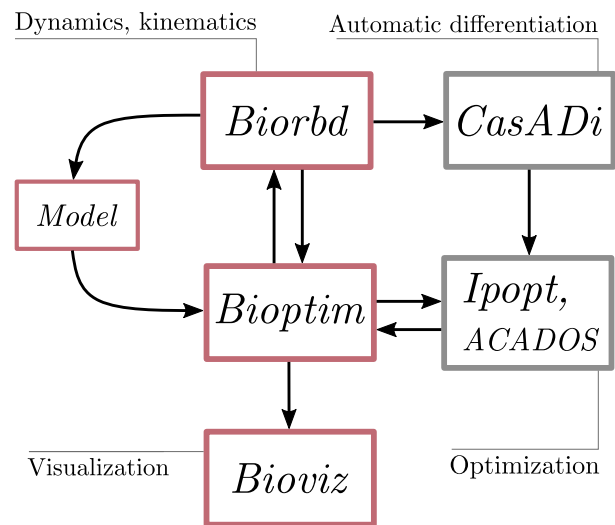 Dynamics, kinematics
Automatic differentiation
Biorbd
CasADi
Model
Bioptim
Ipopt,
ACADOS
Visualization
Optimization
Bioviz